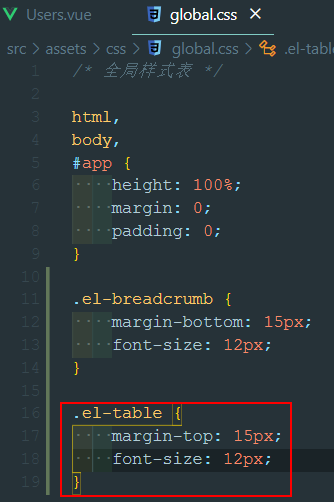 Users.vue global.css ×
src > assets > css > global.css > .el-table
1 /* 全局样式表 */
2
3 html,
4 body,
5 #app {
6 height: 100%;
7 margin: 0;
8 padding: 0;
9 }
10
11 .el-breadcrumb {
12 margin-bottom: 15px;
13 font-size: 12px;
14 }
15
16 .el-table {
17 margin-top: 15px;
18 font-size: 12px;
19 }